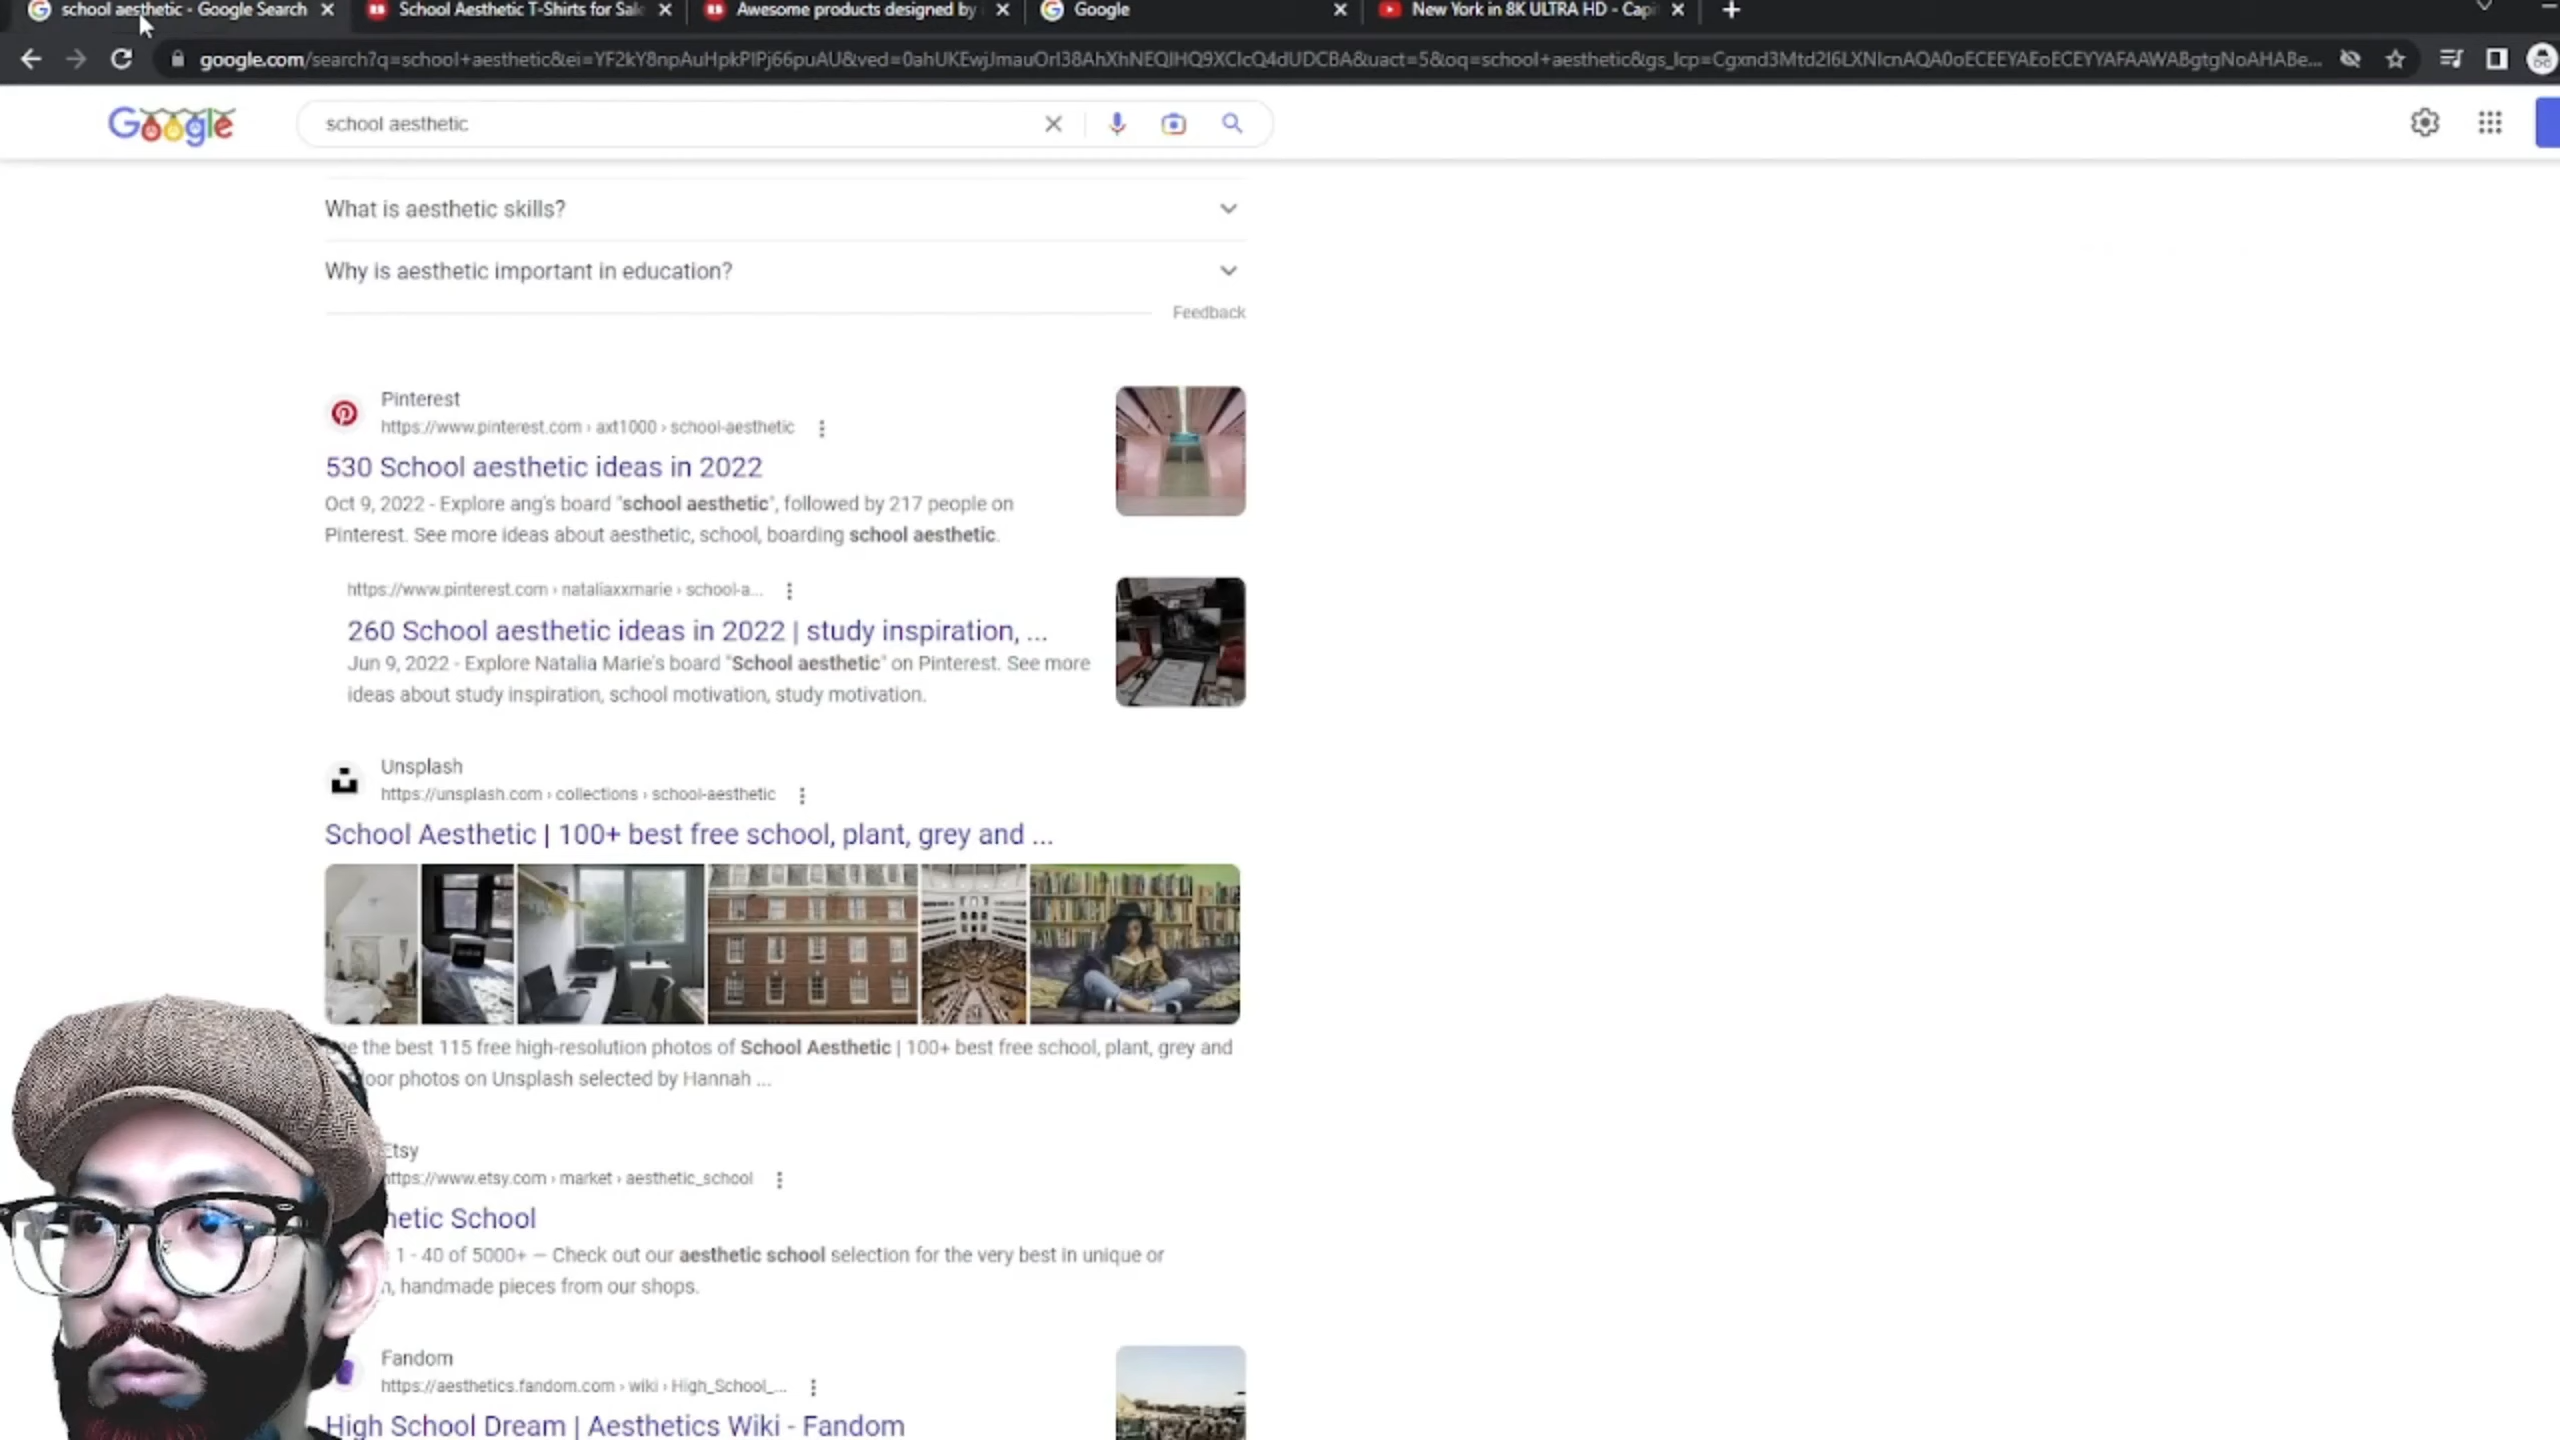 school aesthetic - Google Search
School Aesthetic T-Shirts for Sal
Awesome products designed by
Google
New York in 8K ULTRA HD - Capi
google.com/search?q=school+aesthetic&ei=
Google
school aesthetic
What is aesthetic skills?
Why is aesthetic important in education?
Feedback
Pinterest
https://www.pinterest.com › axt1000 › school-aesthetic
530 School aesthetic ideas in 2022
Oct 9, 2022 - Explore ang's board "school aesthetic", followed by 217 people on
Pinterest. See more ideas about aesthetic, school, boarding school aesthetic.
https://www.pinterest.com › nataliaxxmarie › school-a...
260 School aesthetic ideas in 2022 | study inspiration, ...
Jun 9, 2022 - Explore Natalia Marie's board "School aesthetic" on Pinterest. See more
ideas about study inspiration, school motivation, study motivation.
Unsplash
https://unsplash.com › collections › school-aesthetic
School Aesthetic | 100+ best free school, plant, grey and ...
the best 115 free high-resolution photos of School Aesthetic | 100+ best free school, plant, grey and
photos on Unsplash selected by Hannah ...
Etsy
https://www.etsy.com › market › aesthetic_school
hetic School
1 - 40 of 5000+ — Check out our aesthetic school selection for the very best in unique or
handmade pieces from our shops.
Fandom
https://aesthetics.fandom.com › wiki › High_School_...
High School Dream | Aesthetics Wiki - Fandom